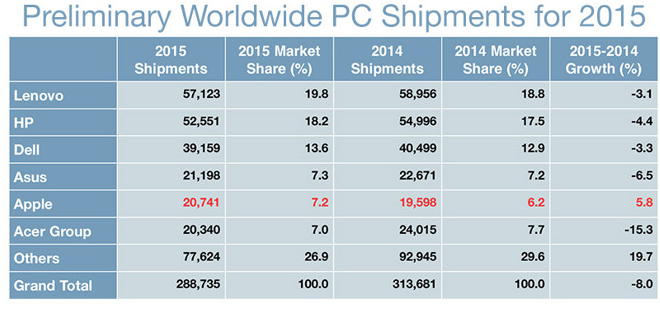 Preliminary Worldwide PC Shipments for 2015
2015 Shipments 2015 Market Share (%) 2014 Shipments 2014 Market Share (%) 2015-2014 Growth (%)
Lenovo 57,123 19.8 58,956 18.8 -3.1
HP 52,551 18.2 54,996 17.5 -4.4
Dell 39,159 13.6 40,499 12.9 -3.3
Asus 21,198 7.3 22,671 7.2 -6.5
Apple 20,741 7.2 19,598 6.2 5.8
Acer Group 20,340 7.0 24,015 7.7 -15.3
Others 77,624 26.9 92,945 29.6 19.7
Grand Total 288,735 100.0 313,681 100.0 -8.0